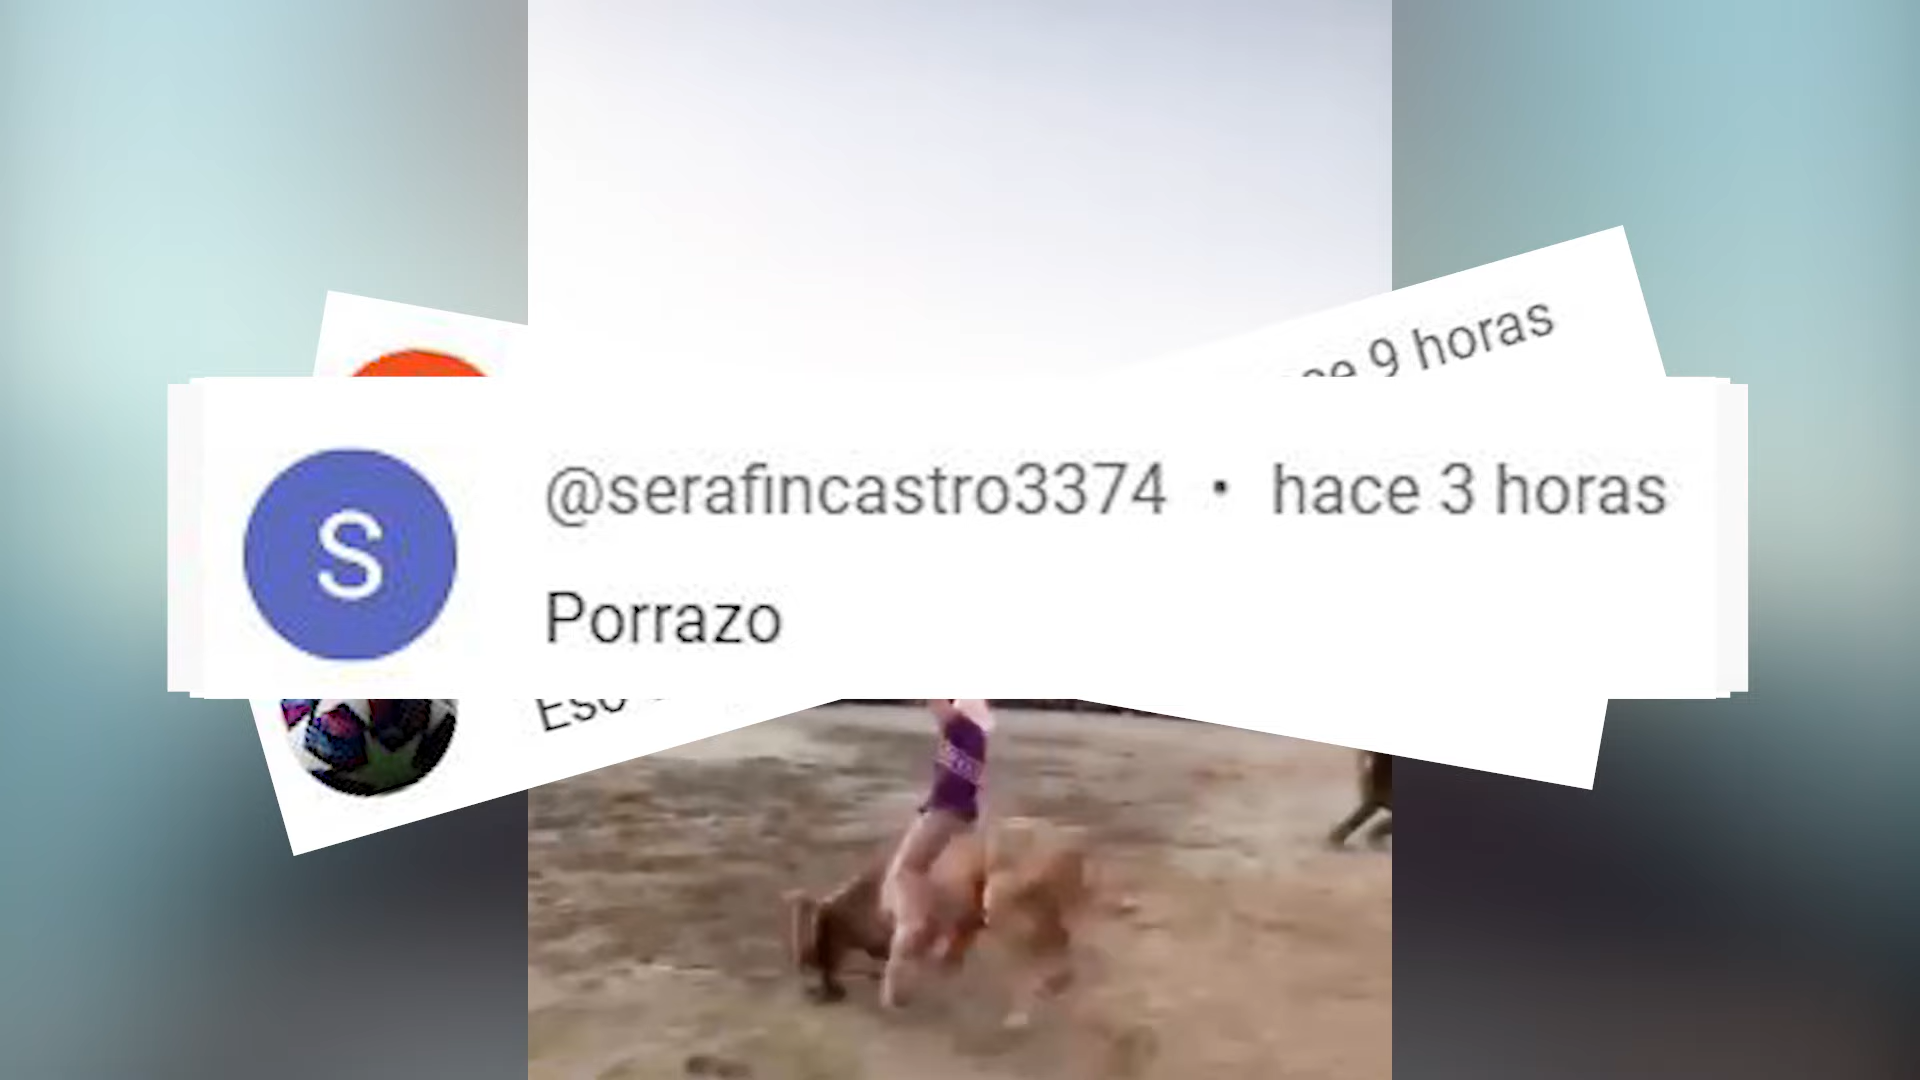 9 horas
@serafincastro3374 • hace 3 horas
S
Porrazo